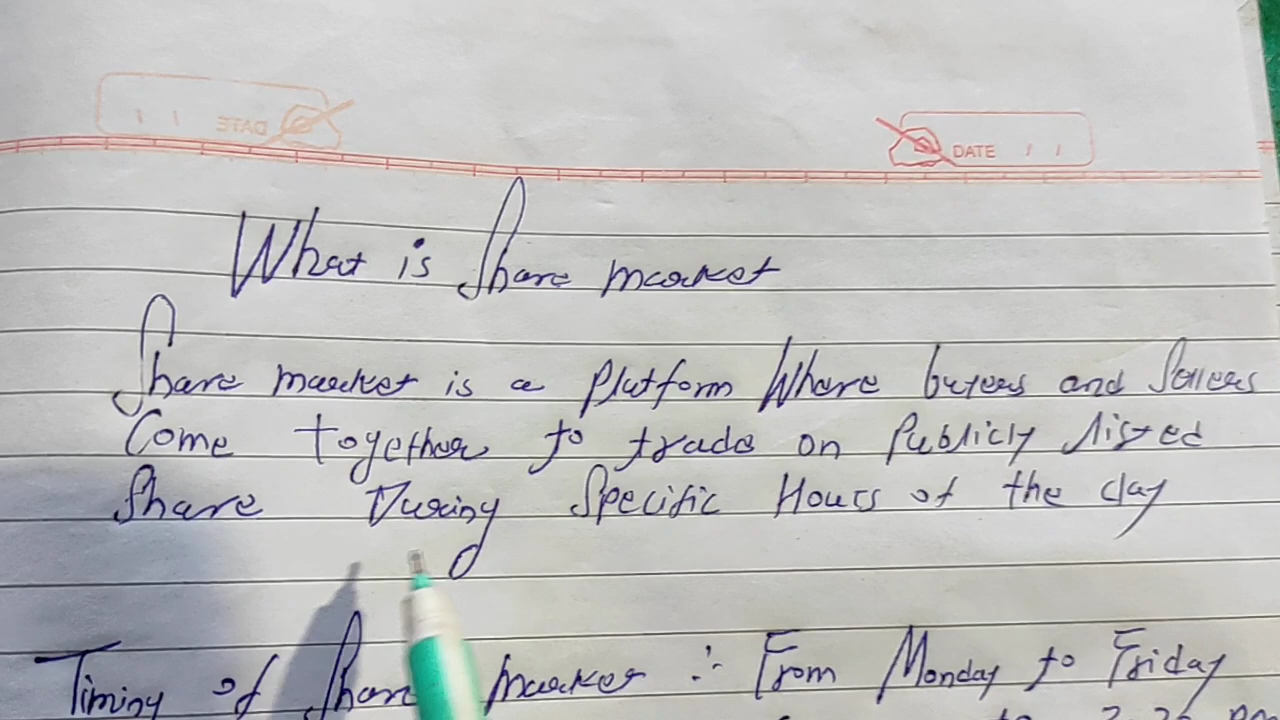 DATE / /
What is Share market
Share market is a Platform Where buyers and Sellers
Come together to trade on Publicly listed
Share During Specific Hours of the day
Timing of Share market :- From Monday to Friday
to